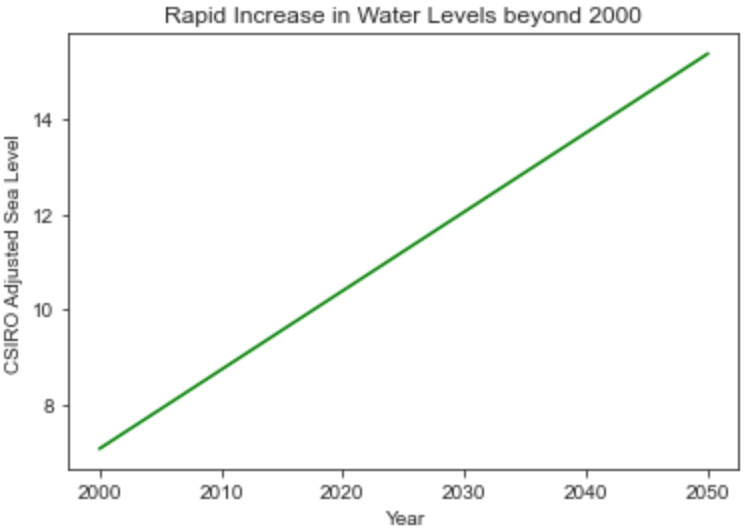 Rapid Increase in Water Levels beyond 2000
CSIRO Adjusted Sea Level
14
12
10
8
2000 2010 2020 2030 2040 2050
Year